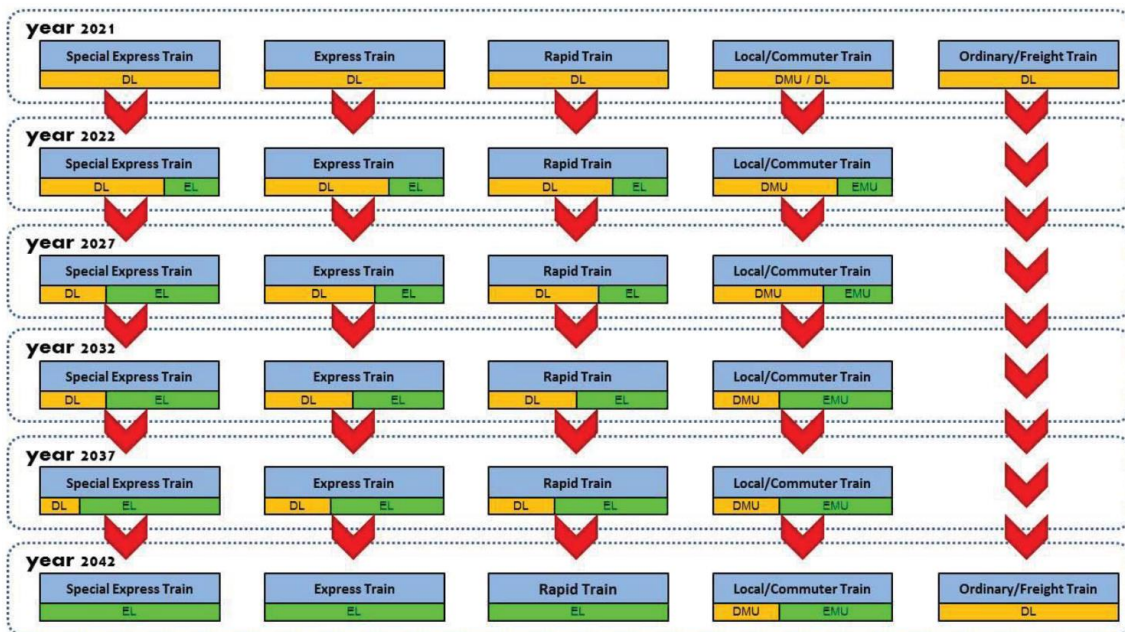 year 2021
Special Express Train Express Train Rapid Train Local/Commuter Train Ordinary/Freight Train
DL DL DL DMU / DL DL
year 2022
Special Express Train Express Train Rapid Train Local/Commuter Train
DL EL DL EL DL EL DMU EMU
year 2027
Special Express Train Express Train Rapid Train Local/Commuter Train
DL EL DL EL DL EL DMU EMU
year 2032
Special Express Train Express Train Rapid Train Local/Commuter Train
DL EL DL EL DL EL DMU EMU
year 2037
Special Express Train Express Train Rapid Train Local/Commuter Train
DL EL DL EL DL EL DMU EMU
year 2042
Special Express Train Express Train Rapid Train Local/Commuter Train Ordinary/Freight Train
EL EL EL DMU EMU DL